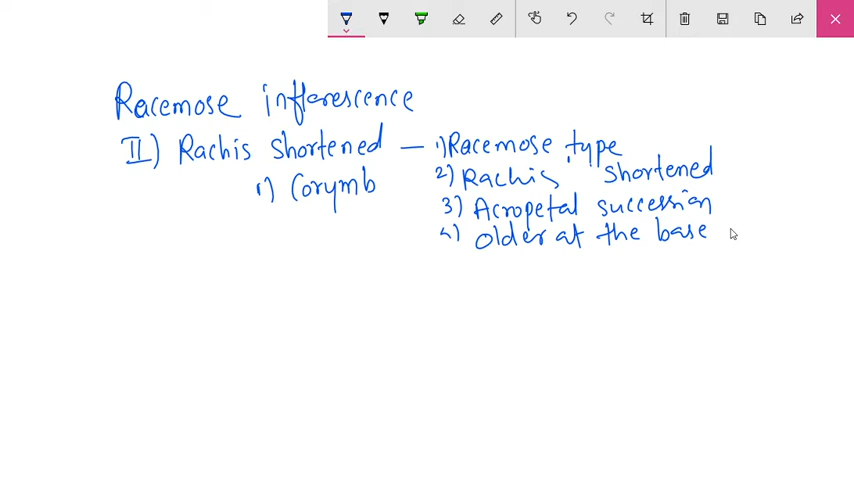 Racemose inflorescence
II) Rachis shortened — 1) Racemose type
2) Rachis shortened
1) Corymb
3) Acropetal succession
4) Older at the base